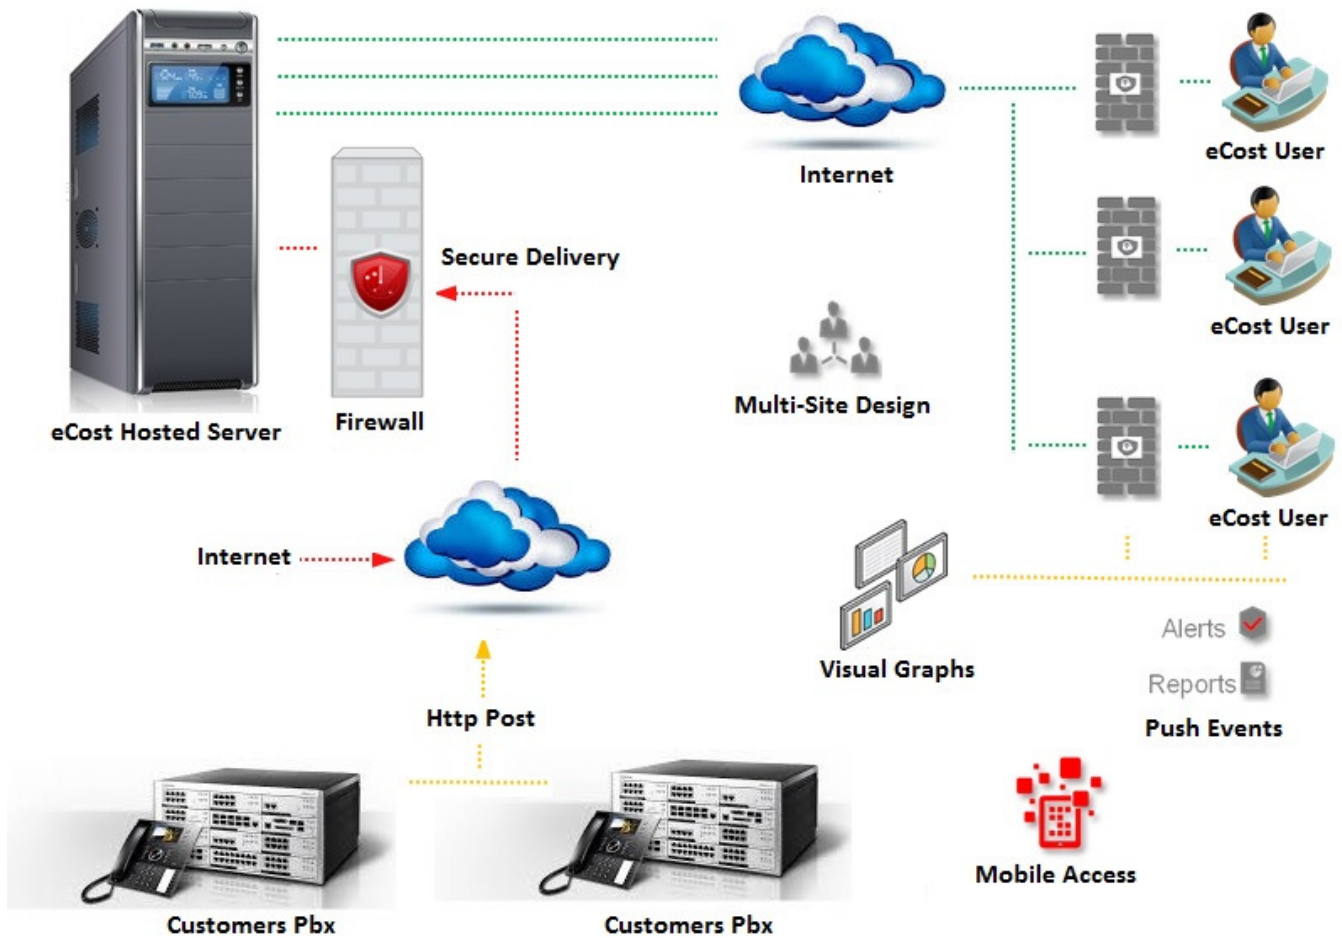 Internet
eCost User
Secure Delivery
eCost User
Multi-Site Design
Firewall
eCost Hosted Server
eCost User
Internet
Alerts
Visual Graphs
Reports
Http Post
Push Events
Mobile Access
Customers Pbx
Customers Pbx